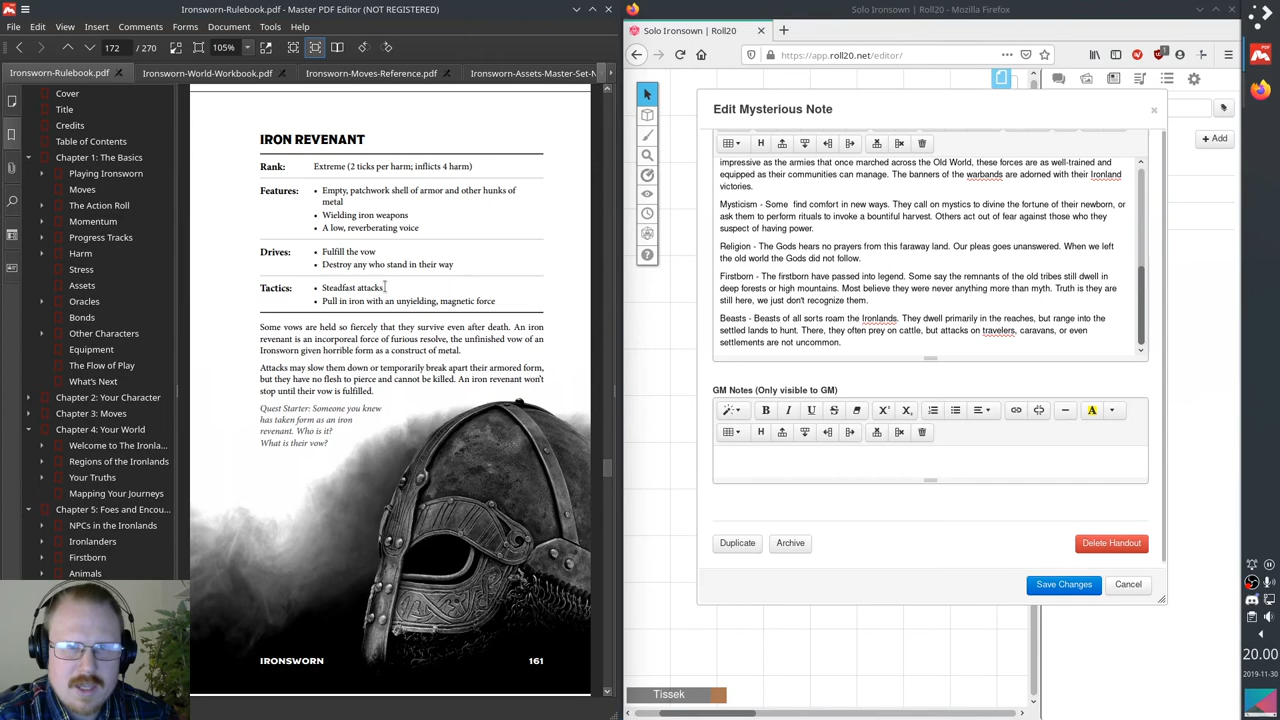 Ironsworn-Rulebook.pdf - Master PDF Editor (NOT REGISTERED)
Solo Ironsown | Roll20 - Mozilla Firefox
File Edit View Insert Comments Forms Document Tools Help
Solo Ironsown | Roll20
172 / 270
105%
https://app.roll20.net/editor/
1
Ironsworn-Rulebook.pdf
Ironsworn-World-Workbook.pdf
Ironsworn-Moves-Reference.pdf
Ironsworn-Assets-Master-Set-N
Cover
Title
Credits
Table of Contents
Chapter 1: The Basics
Playing Ironsworn
Moves
The Action Roll
Momentum
Progress Tracks
Harm
Stress
Assets
Oracles
Bonds
Other Characters
Equipment
The Flow of Play
What's Next
Chapter 2: Your Character
Chapter 3: Moves
Chapter 4: Your World
Welcome to The Ironla...
Regions of the Ironlands
Your Truths
Mapping Your Journeys
Chapter 5: Foes and Encou...
NPCs in the Ironlands
Ironlanders
Firstborn
Animals
IRON REVENANT
Rank: Extreme (2 ticks per harm; inflicts 4 harm)
Features: • Empty, patchwork shell of armor and other hunks of
metal
• Wielding iron weapons
• A low, reverberating voice
Drives: • Fulfill the vow
• Destroy any who stand in their way
Tactics: • Steadfast attacks
• Pull in iron with an unyielding, magnetic force
Some vows are held so fiercely that they survive even after death. An iron
revenant is an incorporeal force of furious resolve, the unfinished vow of an
Ironsworn given horrible form as a construct of metal.
Attacks may slow them down or temporarily break apart their armored form,
but they have no flesh to pierce and cannot be killed. An iron revenant won't
stop until their vow is fulfilled.
Quest Starter: Someone you knew
has taken form as an iron
revenant. Who is it?
What is their vow?
IRONSWORN
161
Edit Mysterious Note
×
H
impressive as the armies that once marched across the Old World, these forces are as well-trained and
equipped as their communities can manage. The banners of the warbands are adorned with their Ironland
victories.
Mysticism - Some find comfort in new ways. They call on mystics to divine the fortune of their newborn, or
ask them to perform rituals to invoke a bountiful harvest. Others act out of fear against those who they
suspect of having power.
Religion - The Gods hears no prayers from this faraway land. Our pleas goes unanswered. When we left
the old world the Gods did not follow.
Firstborn - The firstborn have passed into legend. Some say the remnants of the old tribes still dwell in
deep forests or high mountains. Most believe they were never anything more than myth. Truth is they are
still here, we just don't recognize them.
Beasts - Beasts of all sorts roam the Ironlands. They dwell primarily in the reaches, but range into the
settled lands to hunt. There, they often prey on cattle, but attacks on travelers, caravans, or even
settlements are not uncommon.
GM Notes (Only visible to GM)
B I U S X² X₂ A
H
Duplicate
Archive
Delete Handout
Save Changes
Cancel
+ Add
Tissek
20.00
2019-11-30